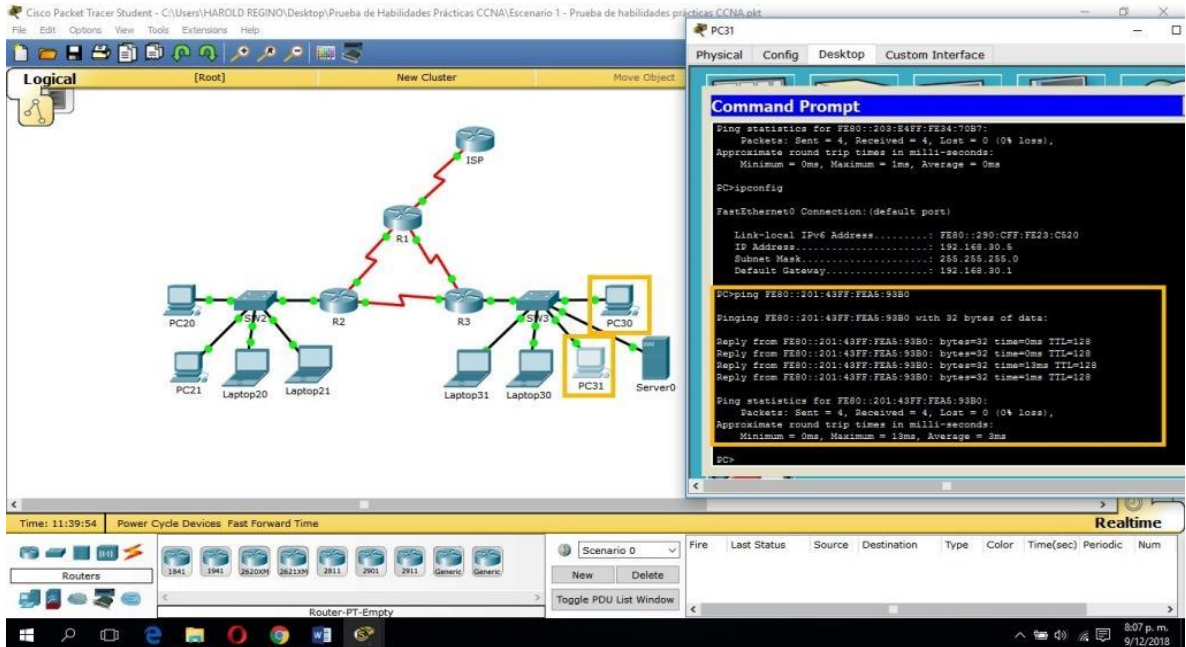 Cisco Packet Tracer Student - C:\Users\HAROLD REGINO\Desktop\Prueba de Habilidades Prácticas CCNA\Escenario 1 - Prueba de habilidades prácticas CCNA.pkt
File Edit Options View Tools Extensions Help
Logical [Root] New Cluster Move Object
ISP
R1
PC20
SW2
R2
R3
SW3
PC30
PC21
Laptop20
Laptop21
Laptop31
Laptop30
PC31
Server0
PC31
Physical Config Desktop Custom Interface
Command Prompt
Ping statistics for FE80::203:E4FF:FE34:70B7:
Packets: Sent = 4, Received = 4, Lost = 0 (0% loss),
Approximate round trip times in milli-seconds:
Minimum = 0ms, Maximum = 1ms, Average = 0ms
PC>ipconfig
FastEthernet0 Connection:(default port)
Link-local IPv6 Address.........: FE80::290:CFF:FE23:C520
IP Address......................: 192.168.30.5
Subnet Mask.....................: 255.255.255.0
Default Gateway.................: 192.168.30.1
PC>ping FE80::201:43FF:FEA5:93B0
Pinging FE80::201:43FF:FEA5:93B0 with 32 bytes of data:
Reply from FE80::201:43FF:FEA5:93B0: bytes=32 time=0ms TTL=128
Reply from FE80::201:43FF:FEA5:93B0: bytes=32 time=0ms TTL=128
Reply from FE80::201:43FF:FEA5:93B0: bytes=32 time=13ms TTL=128
Reply from FE80::201:43FF:FEA5:93B0: bytes=32 time=1ms TTL=128
Ping statistics for FE80::201:43FF:FEA5:93B0:
Packets: Sent = 4, Received = 4, Lost = 0 (0% loss),
Approximate round trip times in milli-seconds:
Minimum = 0ms, Maximum = 13ms, Average = 3ms
PC>
Time: 11:39:54 Power Cycle Devices Fast Forward Time Realtime
Routers
1841 1941 2620XM 2621XM 2811 2901 2911 Generic Generic
Router-PT-Empty
Scenario 0
New Delete
Toggle PDU List Window
Fire Last Status Source Destination Type Color Time(sec) Periodic Num
8:07 p. m.
9/12/2018